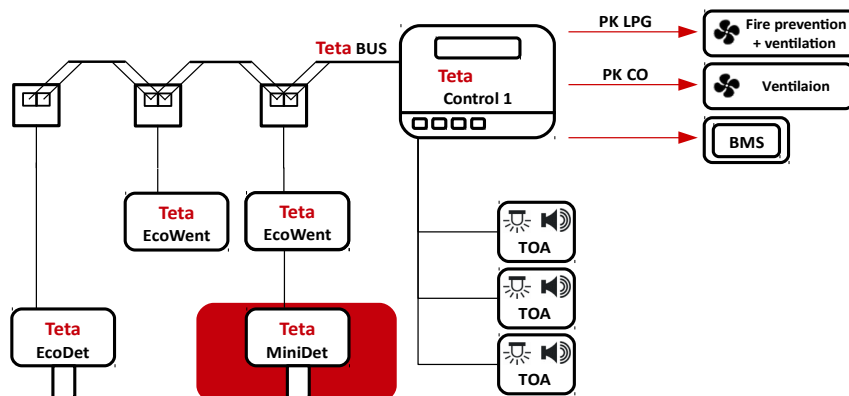 Teta BUS
Teta
Control 1
PK LPG
Fire prevention
+ ventilation
PK CO
Ventilaion
BMS
Teta
EcoWent
Teta
EcoWent
TOA
TOA
TOA
Teta
EcoDet
Teta
MiniDet